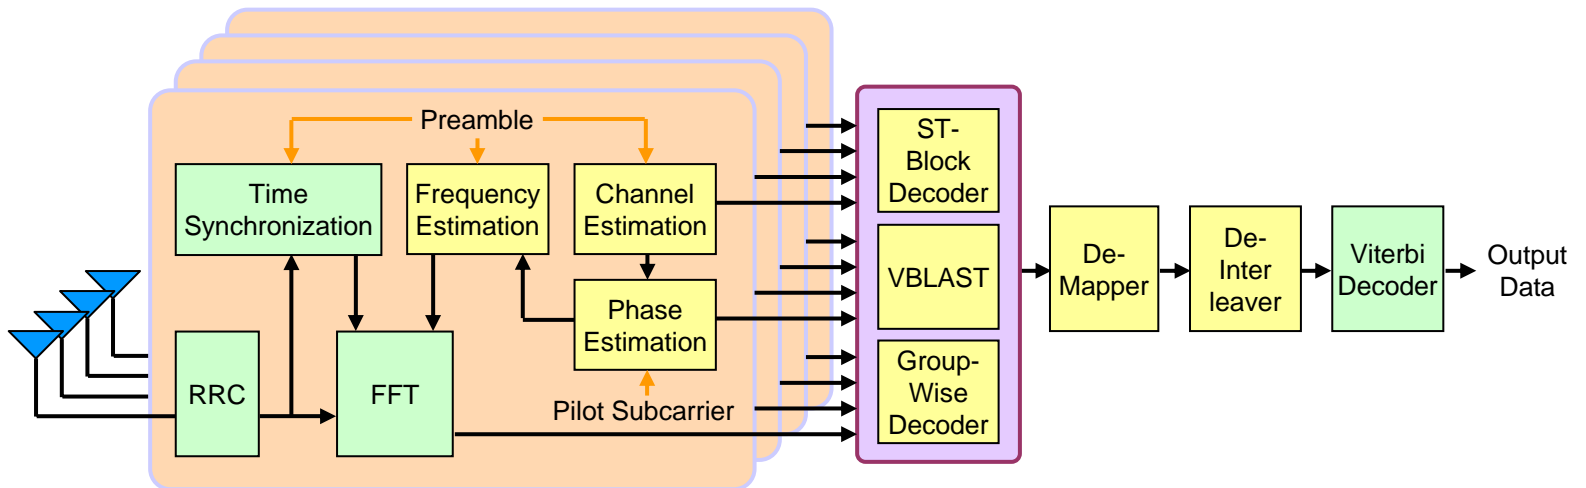 Preamble
Time
Synchronization
Frequency
Estimation
Channel
Estimation
Phase
Estimation
RRC
FFT
Pilot Subcarrier
ST-
Block
Decoder
VBLAST
Group-
Wise
Decoder
De-
Mapper
De-
Inter
leaver
Viterbi
Decoder
Output
Data